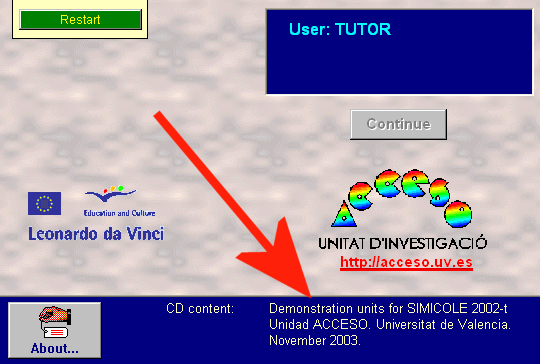 Restart
User: TUTOR
Continue
Education and Culture
Leonardo da Vinci
Acceso
UNITAT D'INVESTIGACIÓ
http://acceso.uv.es
About...
CD content:
Demonstration units for SIMICOLE 2002-t
Unidad ACCESO. Universitat de Valencia.
November 2003.